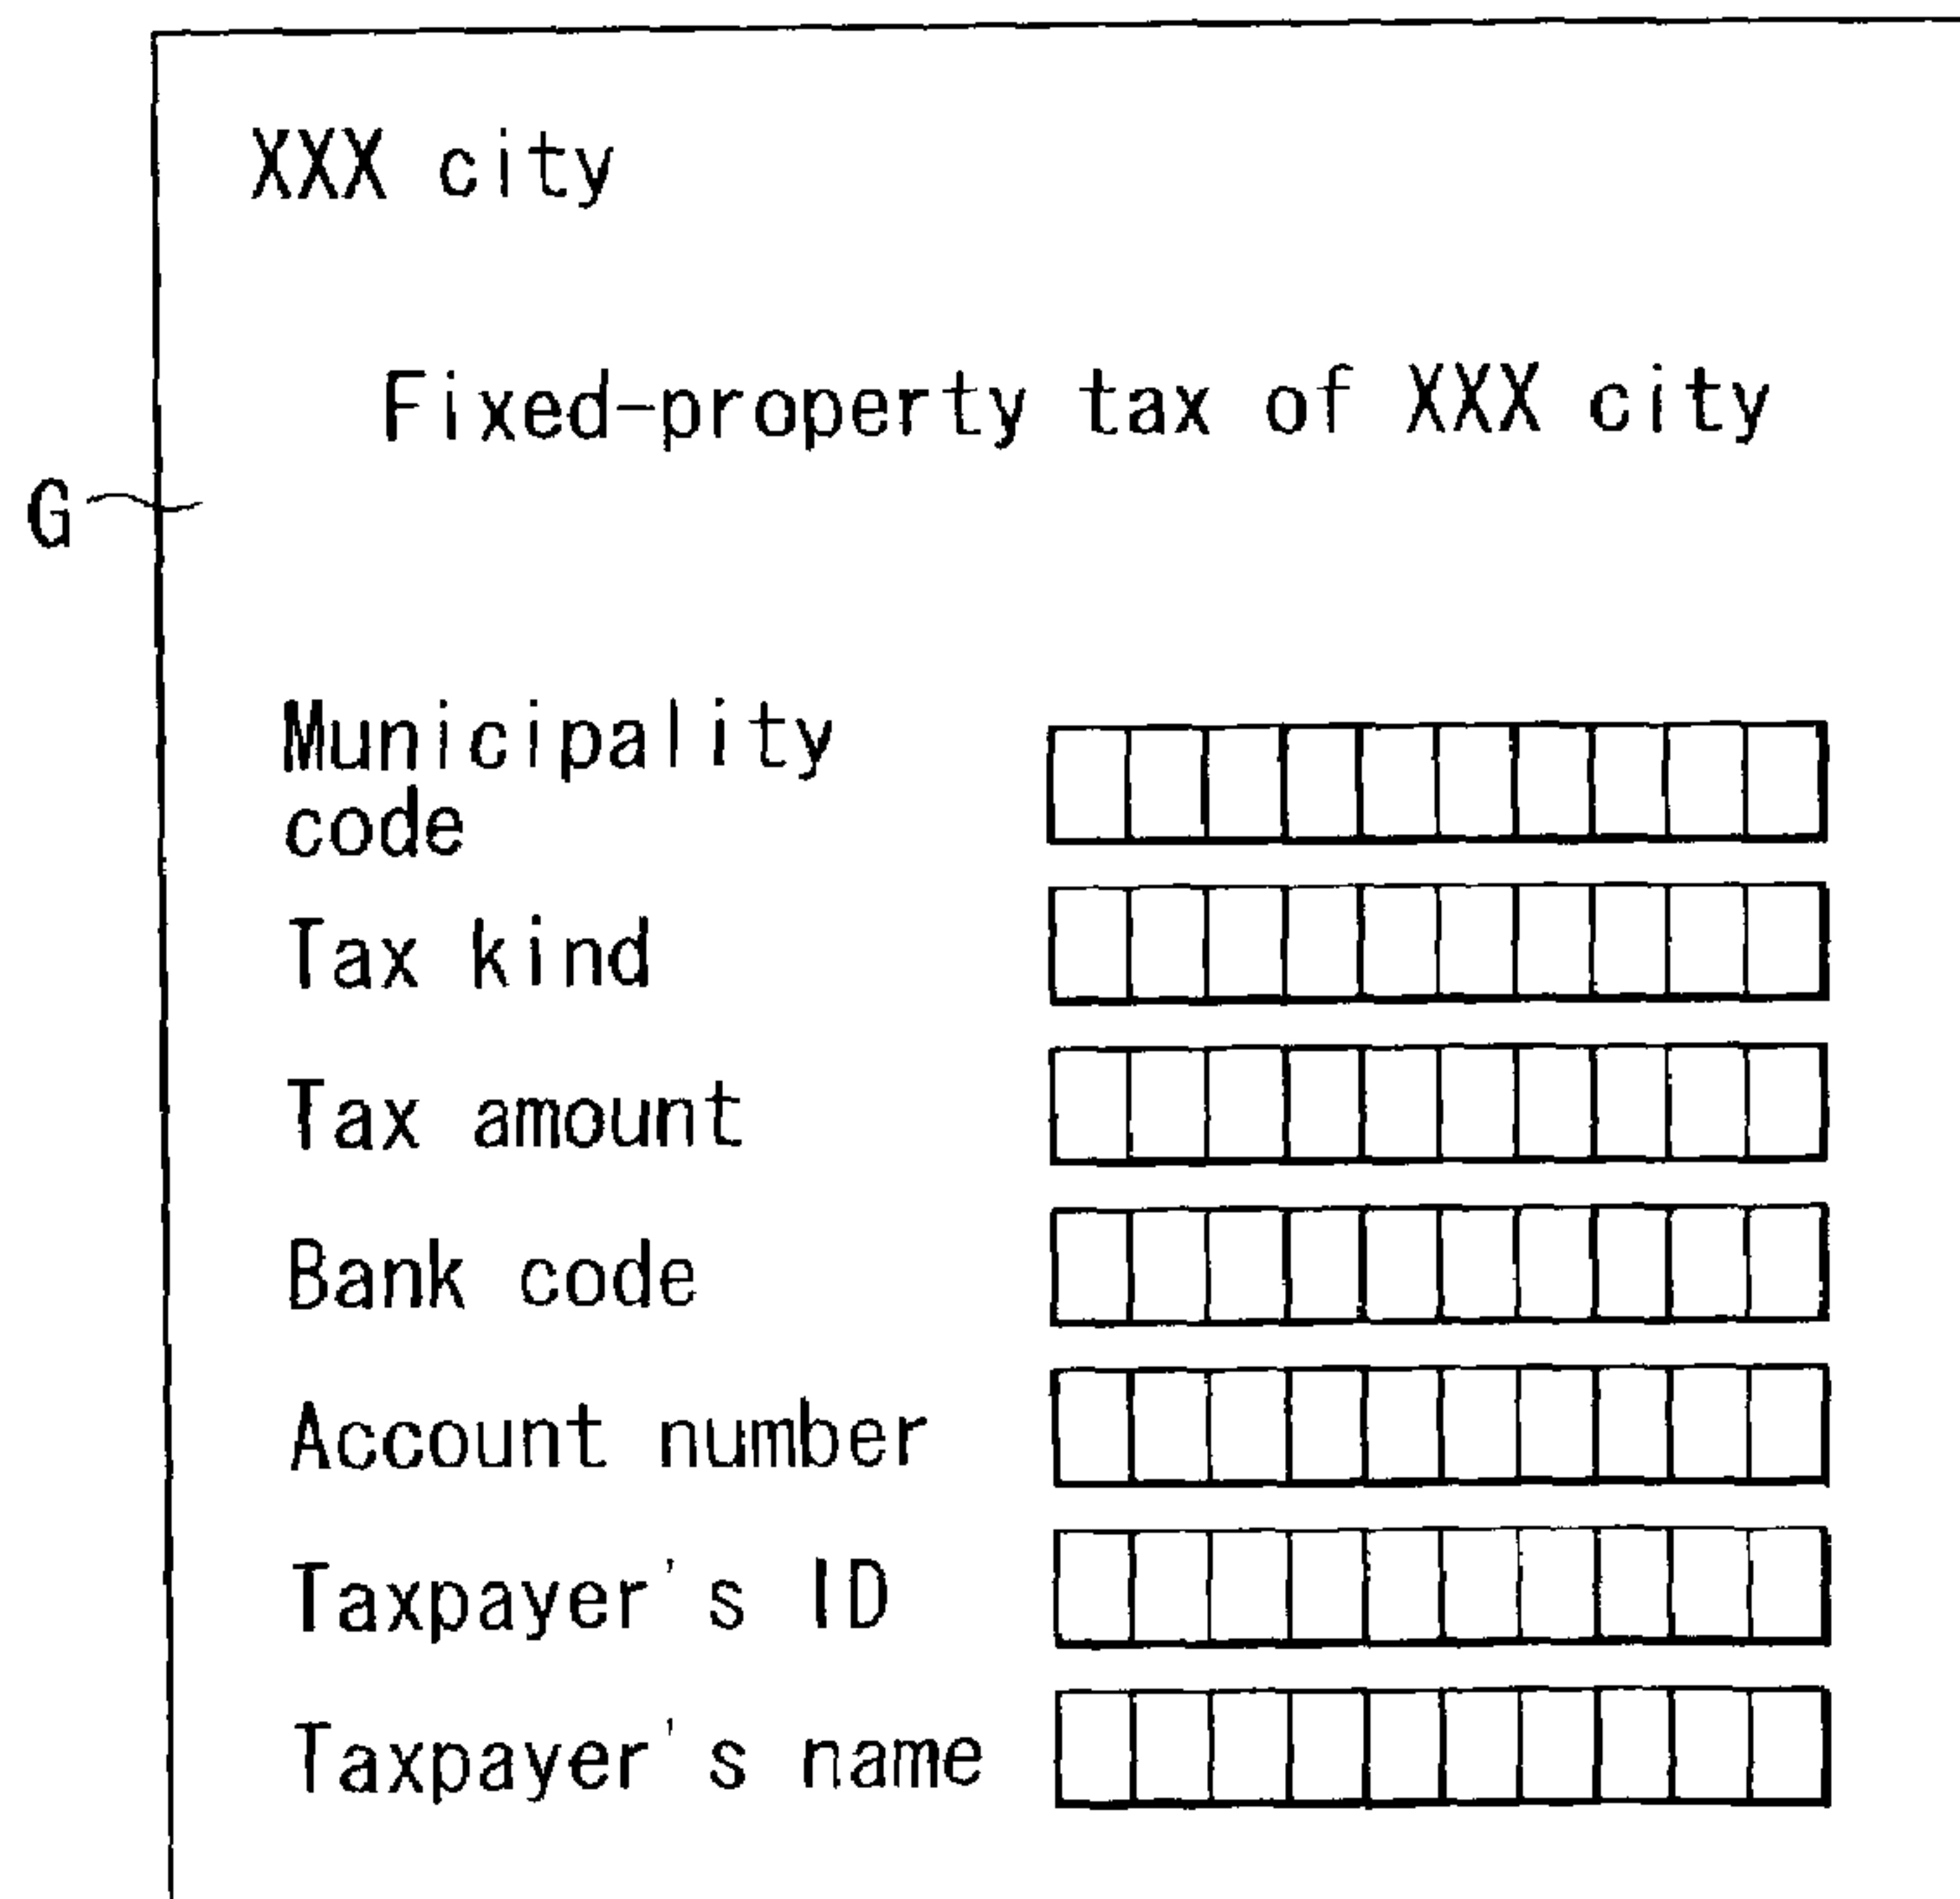 XXX city
Fixed-property tax of XXX city
G
Municipality
code
Tax kind
Tax amount
Bank code
Account number
Taxpayer's ID
Taxpayer's name